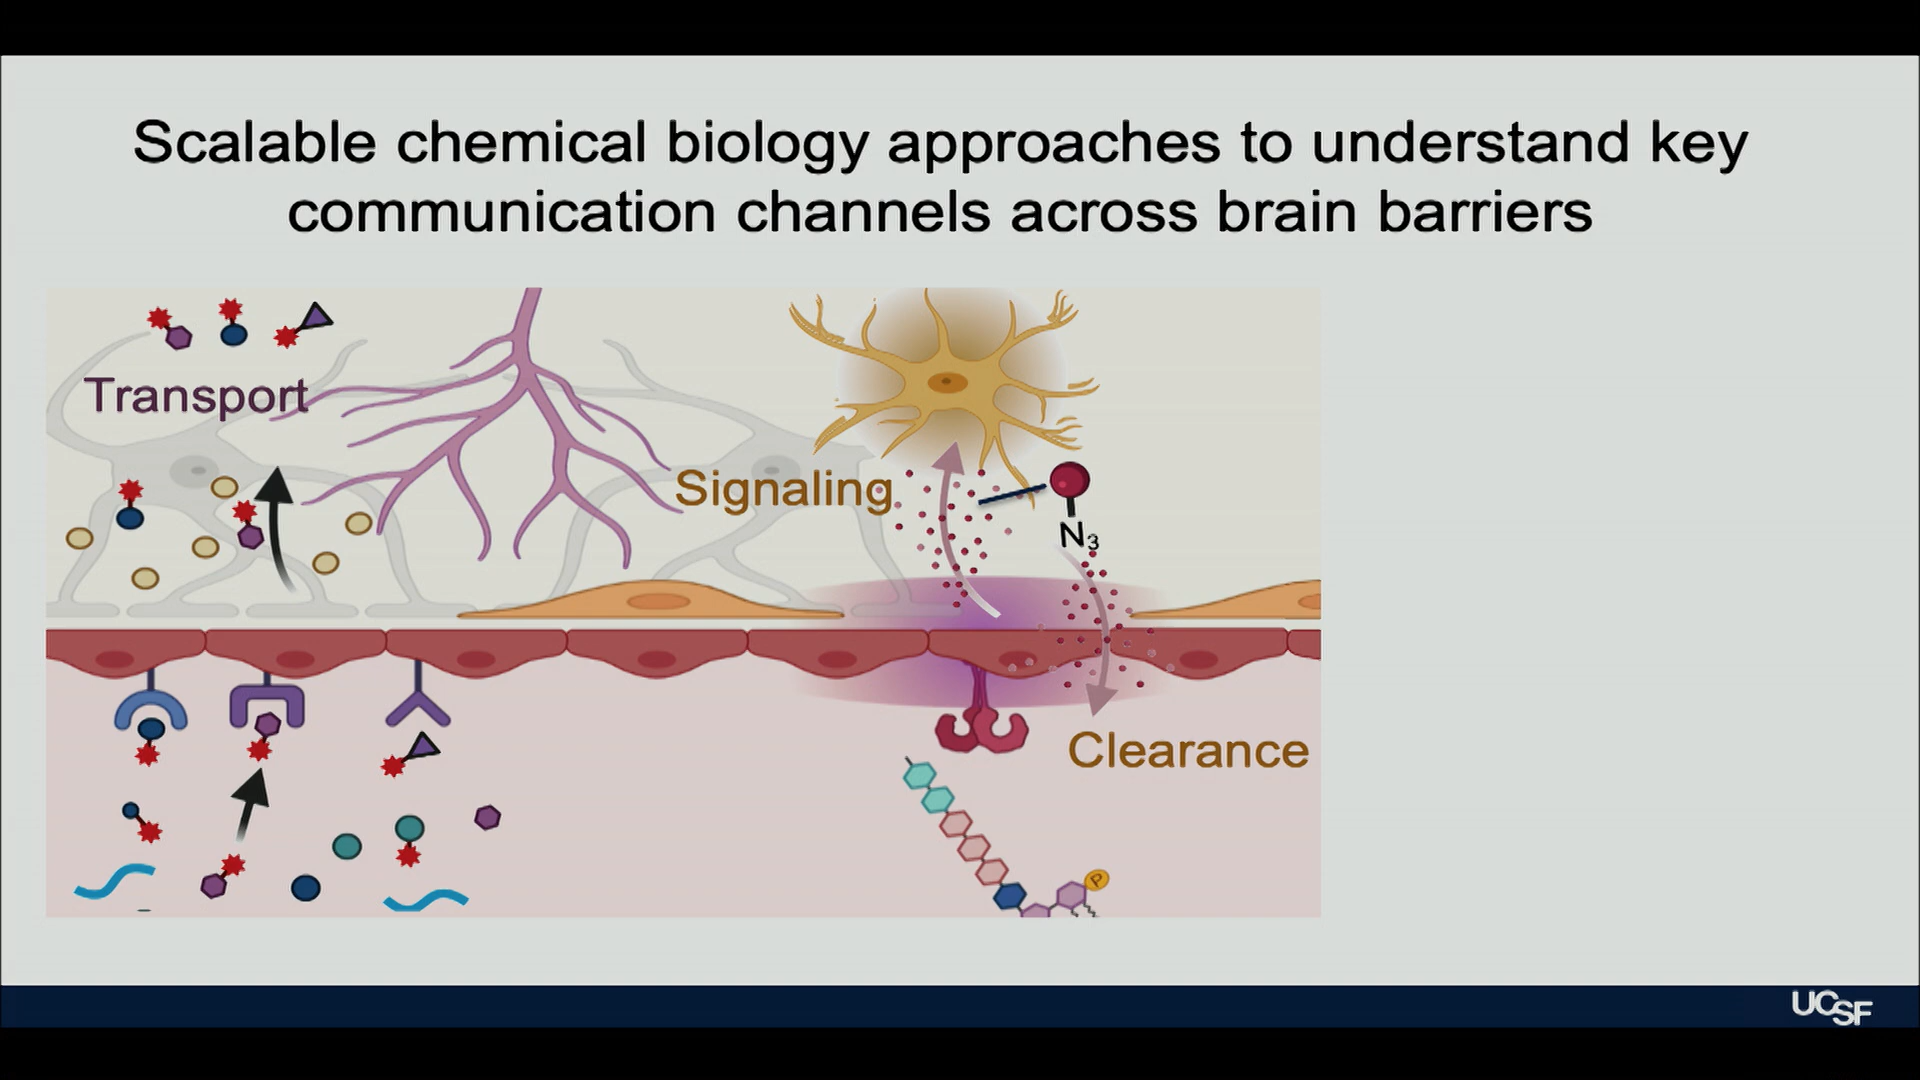 Scalable chemical biology approaches to understand key
communication channels across brain barriers
Transport
Signaling
N₃
Clearance
P
UCSF